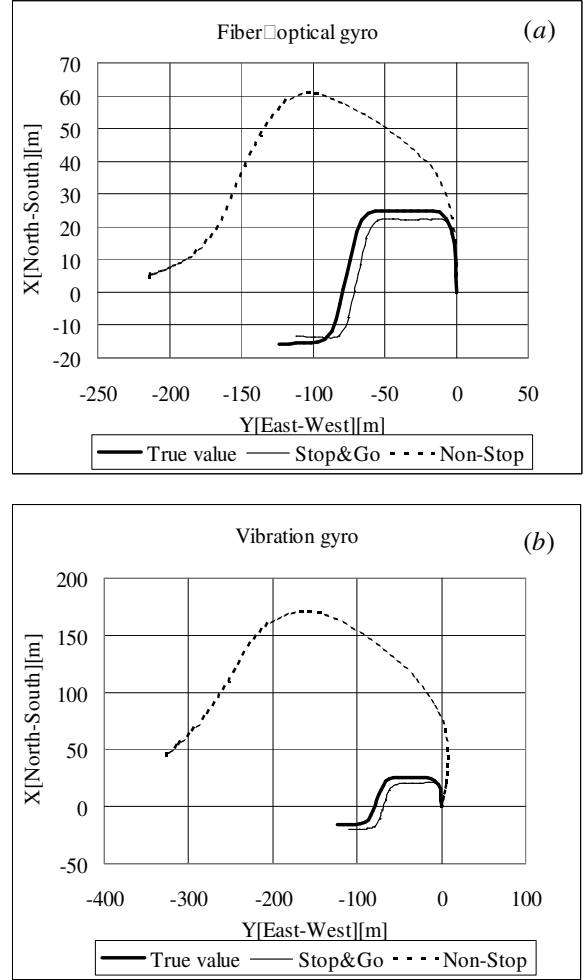 Fiber□optical gyro
(a)
X[North-South][m]
70
60
50
40
30
20
10
0
-10
-20
-250 -200 -150 -100 -50 0 50
Y[East-West][m]
True value Stop&Go Non-Stop
Vibration gyro
(b)
X[North-South][m]
200
150
100
50
0
-50
-400 -300 -200 -100 0 100
Y[East-West][m]
True value Stop&Go Non-Stop